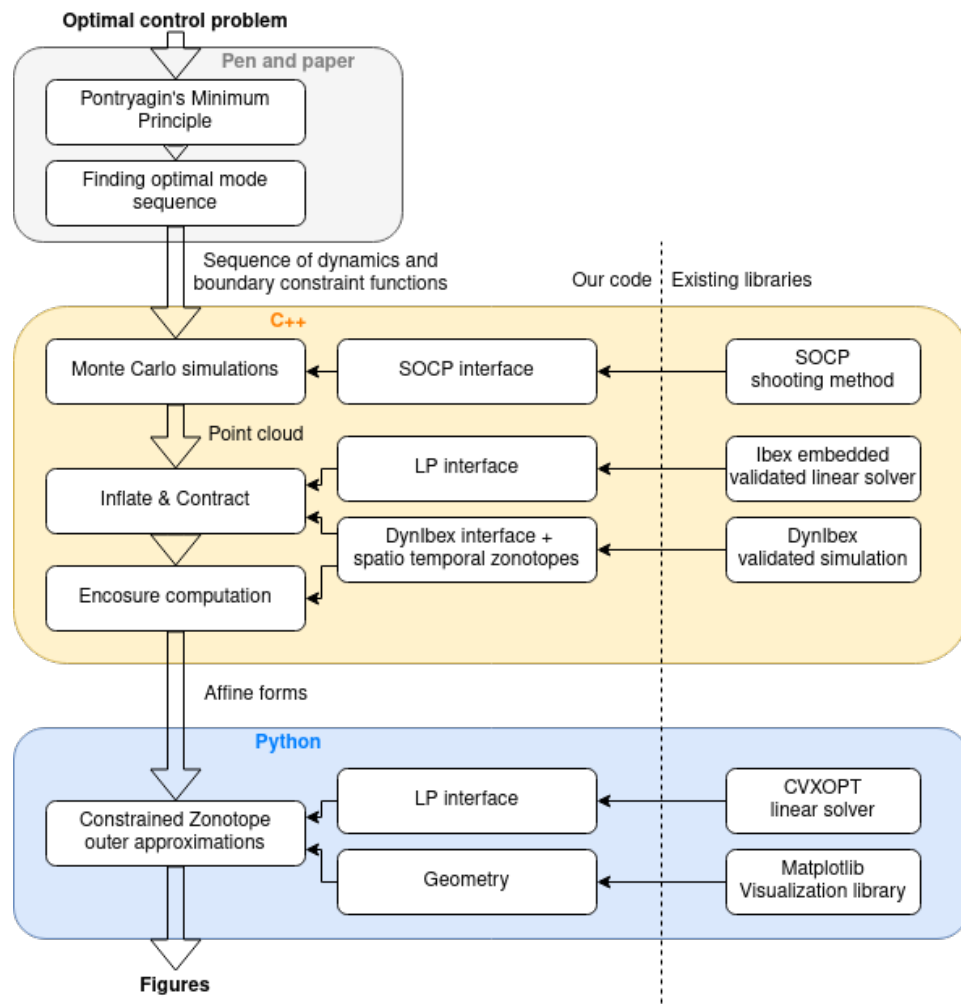 Optimal control problem
Pen and paper
Pontryagin's Minimum
Principle
Finding optimal mode
sequence
Sequence of dynamics and
boundary constraint functions
Our code
Existing libraries
C++
Monte Carlo simulations
SOCP interface
SOCP
shooting method
Point cloud
LP interface
Ibex embedded
validated linear solver
Inflate & Contract
DynIbex interface +
spatio temporal zonotopes
DynIbex
validated simulation
Encosure computation
Affine forms
Python
LP interface
CVXOPT
linear solver
Constrained Zonotope
outer approximations
Geometry
Matplotlib
Visualization library
Figures